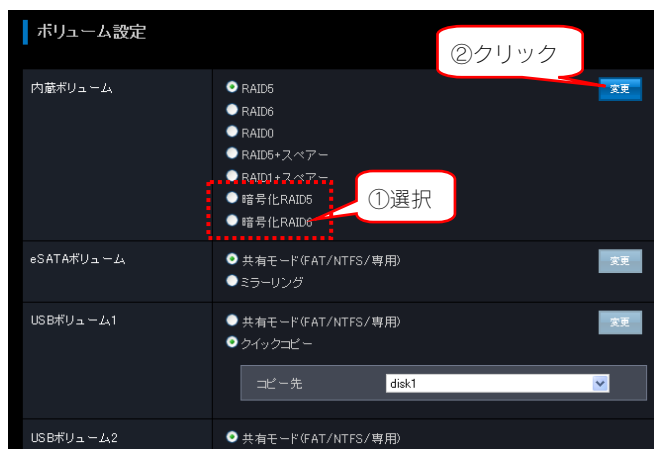 ボリューム設定
②クリック
内蔵ボリューム
RAID5
変更
RAID6
RAID0
RAID5+スペアー
RAID1+スペアー
暗号化RAID5
①選択
暗号化RAID6
eSATAボリューム
共有モード(FAT/NTFS/専用)
変更
ミラーリング
USBボリューム1
共有モード(FAT/NTFS/専用)
変更
クイックコピー
コピー先
disk1
USBボリューム2
共有モード(FAT/NTFS/専用)